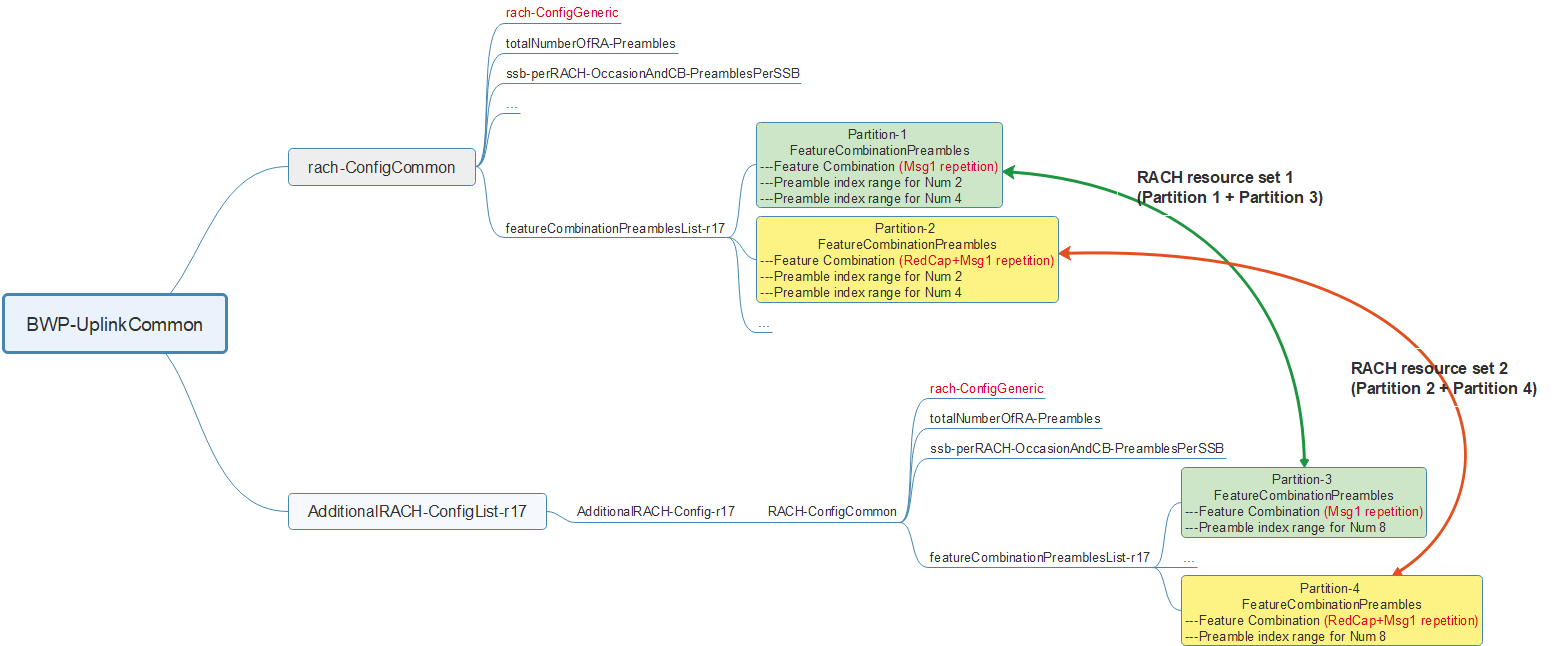 rach-ConfigGeneric
totalNumberOfRA-Preambles
ssb-perRACH-OccasionAndCB-PreamblesPerSSB
...
rach-ConfigCommon
featureCombinationPreamblesList-r17
Partition-1
FeatureCombinationPreambles
---Feature Combination (Msg1 repetition)
---Preamble index range for Num 2
---Preamble index range for Num 4
Partition-2
FeatureCombinationPreambles
---Feature Combination (RedCap+Msg1 repetition)
---Preamble index range for Num 2
---Preamble index range for Num 4
...
RACH resource set 1
(Partition 1 + Partition 3)
BWP-UplinkCommon
RACH resource set 2
(Partition 2 + Partition 4)
AdditionalRACH-ConfigList-r17
AdditionalRACH-Config-r17
RACH-ConfigCommon
rach-ConfigGeneric
totalNumberOfRA-Preambles
ssb-perRACH-OccasionAndCB-PreamblesPerSSB
featureCombinationPreamblesList-r17
Partition-3
FeatureCombinationPreambles
---Feature Combination (Msg1 repetition)
---Preamble index range for Num 8
...
Partition-4
FeatureCombinationPreambles
---Feature Combination (RedCap+Msg1 repetition)
---Preamble index range for Num 8